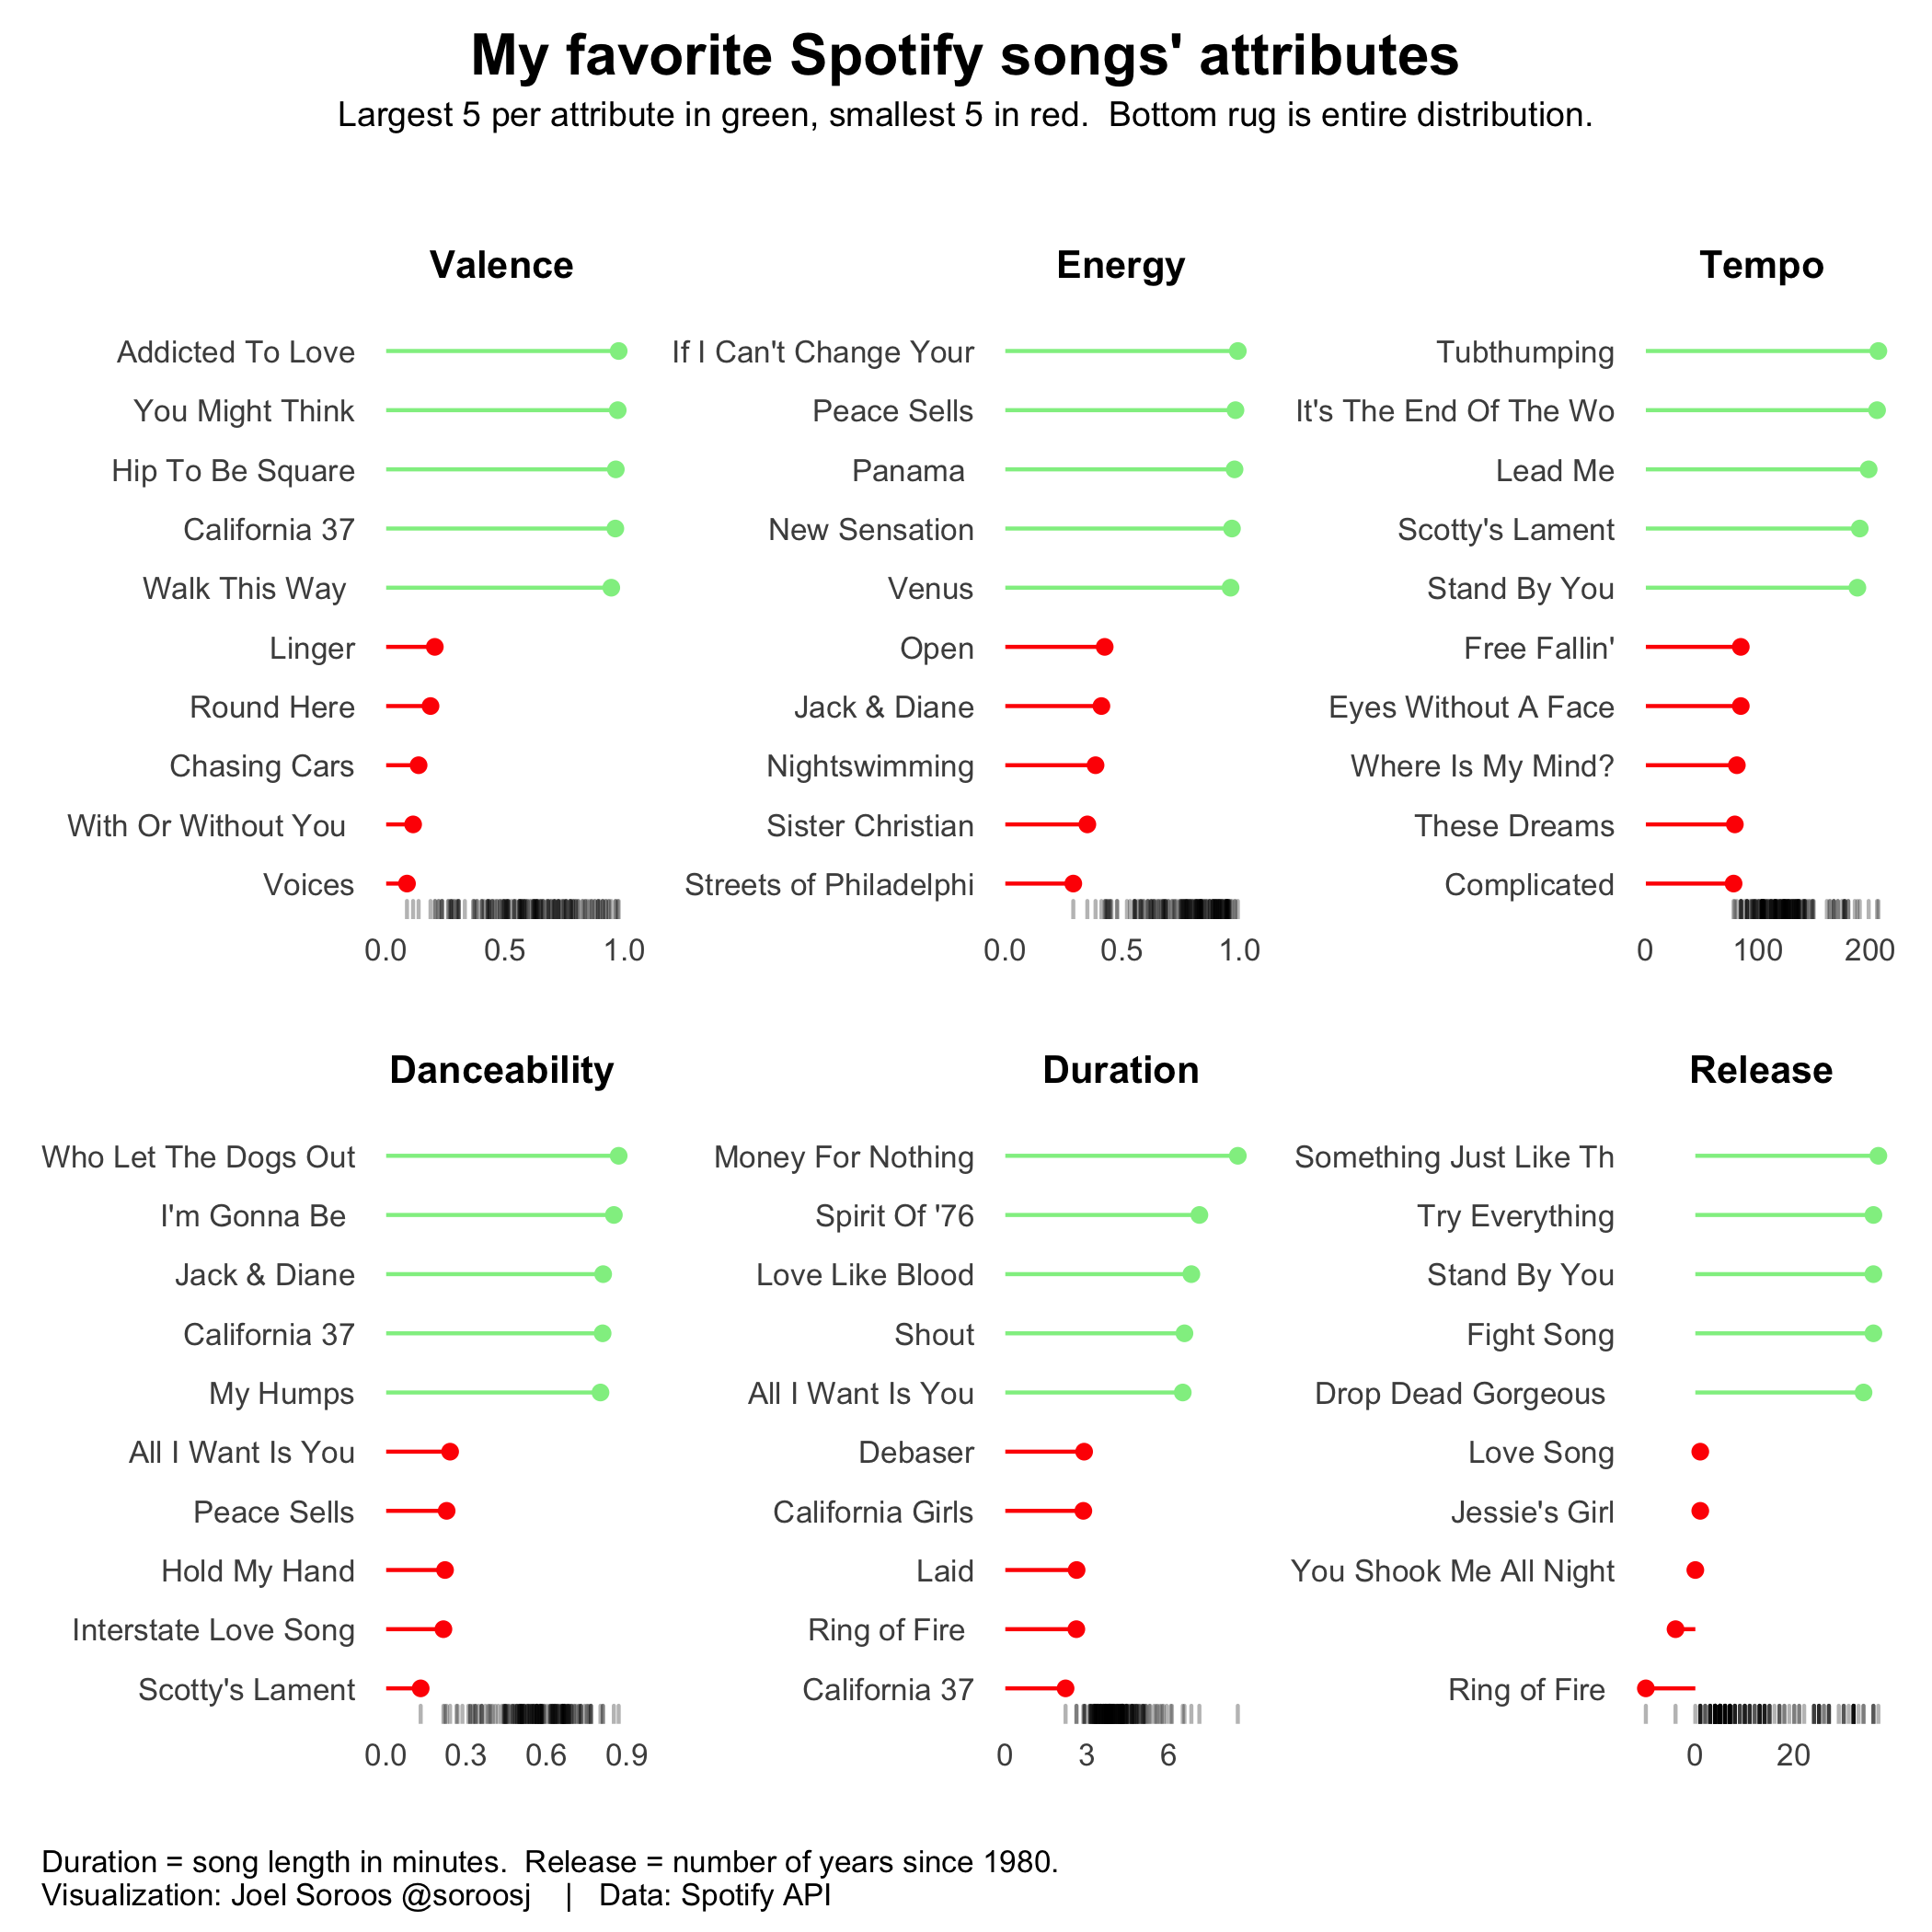 My favorite Spotify songs' attributes
Largest 5 per attribute in green, smallest 5 in red.  Bottom rug is entire distribution.
Valence
Addicted To Love
You Might Think
Hip To Be Square
California 37
Walk This Way
Linger
Round Here
Chasing Cars
With Or Without You
Voices
0.0 0.5 1.0
Energy
If I Can't Change Your
Peace Sells
Panama
New Sensation
Venus
Open
Jack & Diane
Nightswimming
Sister Christian
Streets of Philadelphi
0.0 0.5 1.0
Tempo
Tubthumping
It's The End Of The Wo
Lead Me
Scotty's Lament
Stand By You
Free Fallin'
Eyes Without A Face
Where Is My Mind?
These Dreams
Complicated
0 100 200
Danceability
Who Let The Dogs Out
I'm Gonna Be
Jack & Diane
California 37
My Humps
All I Want Is You
Peace Sells
Hold My Hand
Interstate Love Song
Scotty's Lament
0.0 0.3 0.6 0.9
Duration
Money For Nothing
Spirit Of '76
Love Like Blood
Shout
All I Want Is You
Debaser
California Girls
Laid
Ring of Fire
California 37
0 3 6
Release
Something Just Like Th
Try Everything
Stand By You
Fight Song
Drop Dead Gorgeous
Love Song
Jessie's Girl
You Shook Me All Night
Ring of Fire
0 20
Duration = song length in minutes.  Release = number of years since 1980.
Visualization: Joel Soroos @soroosj    |   Data: Spotify API